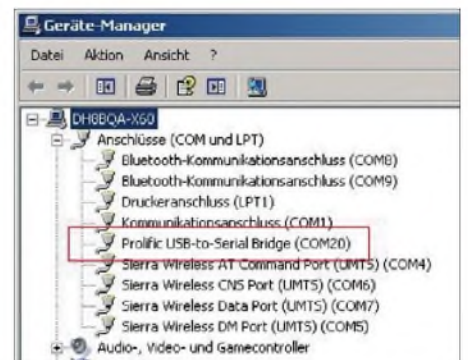 Geräte-Manager
Datei Aktion Ansicht ?
DH8BQA-X60
Anschlüsse (COM und LPT)
Bluetooth-Kommunikationsanschluss (COM8)
Bluetooth-Kommunikationsanschluss (COM9)
Druckeranschluss (LPT1)
Kommunikationsanschluss (COM1)
Prolific USB-to-Serial Bridge (COM20)
Sierra Wireless AT Command Port (UMTS) (COM4)
Sierra Wireless CNS Port (UMTS) (COM6)
Sierra Wireless Data Port (UMTS) (COM7)
Sierra Wireless DM Port (UMTS) (COM5)
Audio-, Video- und Gamecontroller